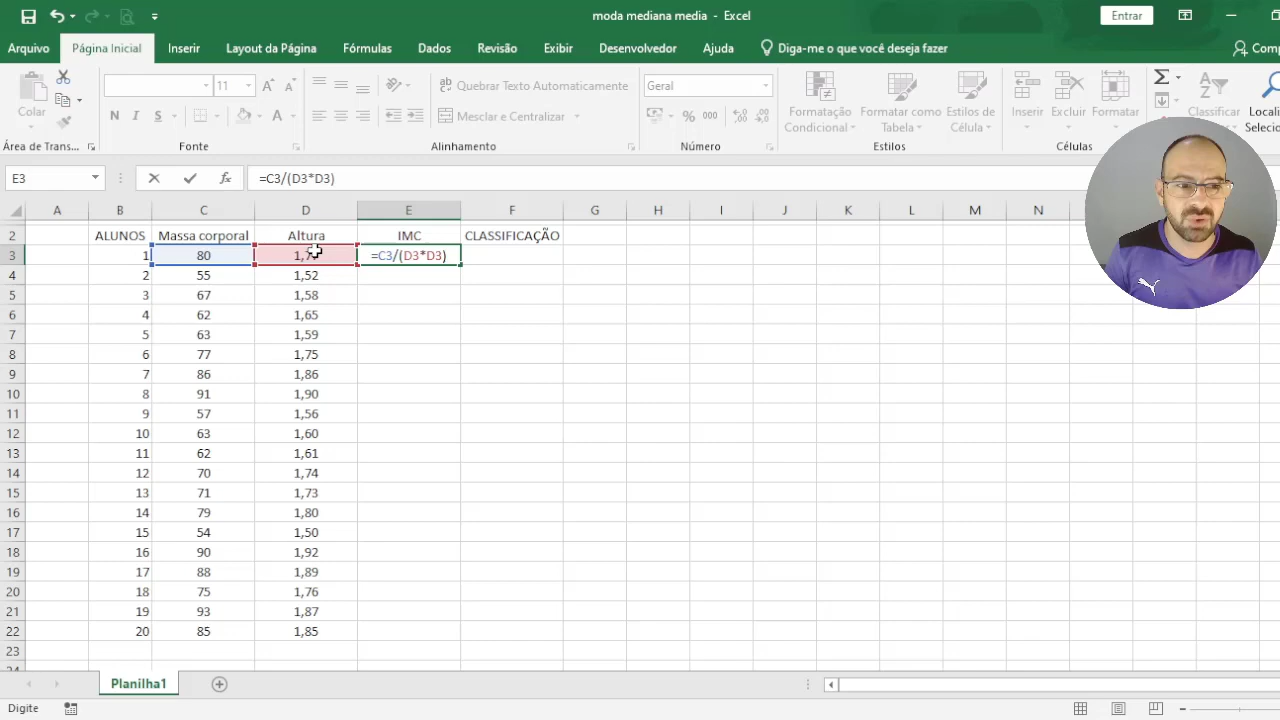 moda mediana media - Excel
Entrar
Arquivo Página Inicial Inserir Layout da Página Fórmulas Dados Revisão Exibir Desenvolvedor Ajuda Diga-me o que você deseja fazer
Colar
11
Quebrar Texto Automaticamente
Geral
N I S
Mesclar e Centralizar
% 000
Formatação Condicional
Formatar como Tabela
Estilos de Célula
Inserir Excluir Formatar
Classificar
Área de Trans... Fonte Alinhamento Número Estilos Células
E3 fx =C3/(D3*D3)
A B C D E F G H I J K L M N
2 ALUNOS Massa corporal Altura IMC CLASSIFICAÇÃO
3 1 80 =C3/(D3*D3)
4 2 55 1,52
5 3 67 1,58
6 4 62 1,65
7 5 63 1,59
8 6 77 1,75
9 7 86 1,86
10 8 91 1,90
11 9 57 1,56
12 10 63 1,60
13 11 62 1,61
14 12 70 1,74
15 13 71 1,73
16 14 79 1,80
17 15 54 1,50
18 16 90 1,92
19 17 88 1,89
20 18 75 1,76
21 19 93 1,87
22 20 85 1,85
23
Planilha1
Digite